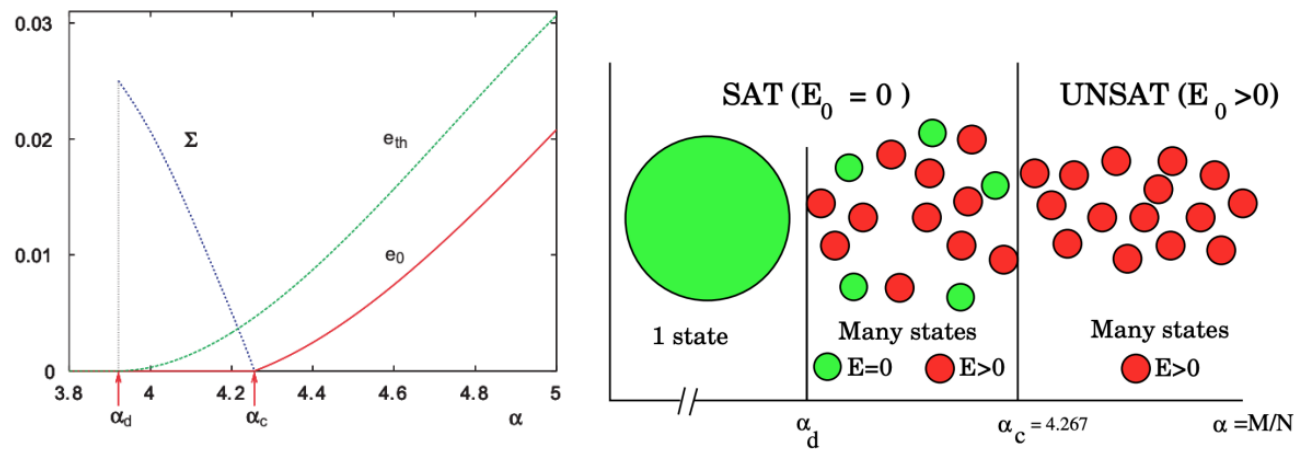 0.03
0.02
0.01
0
Σ
e_th
e_0
3.8 4 4.2 4.4 4.6 4.8 5
α_d α_c α
SAT (E_0 = 0 ) UNSAT (E_0 >0)
1 state
Many states
E=0 E>0
Many states
E>0
α_d α_c = 4.267 α =M/N